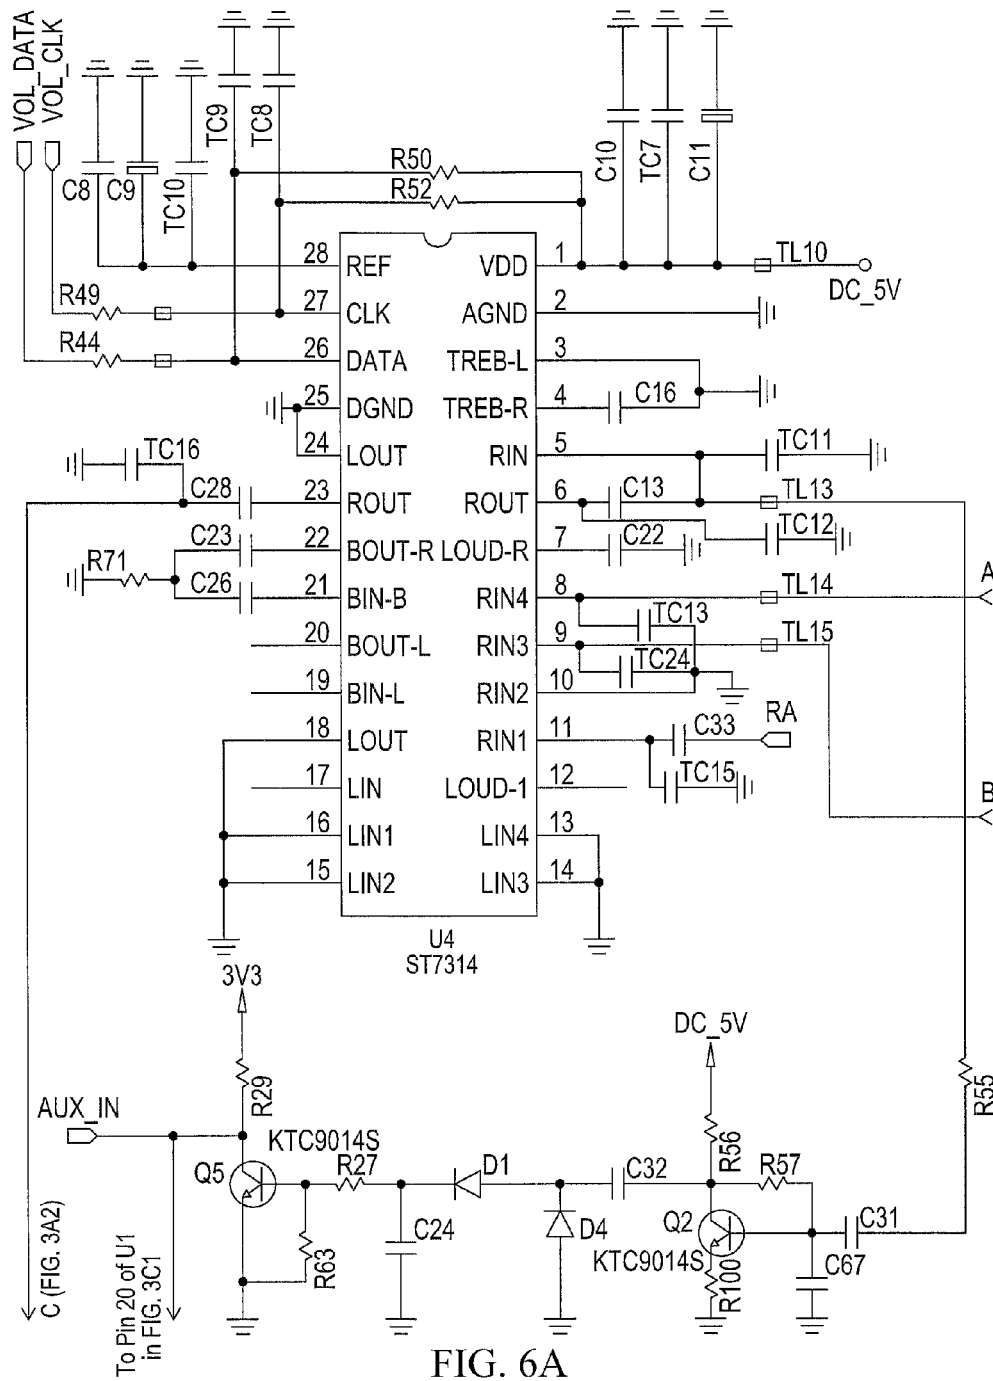 VOL_DATA
VOL_CLK
C8
C9
TC10
TC9
TC8
R50
R52
C10
TC7
C11
TL10
DC_5V
R49
R44
28 REF VDD 1
27 CLK AGND 2
26 DATA TREB-L 3
25 DGND TREB-R 4
24 LOUT RIN 5
23 ROUT ROUT 6
22 BOUT-R LOUD-R 7
21 BIN-B RIN4 8
20 BOUT-L RIN3 9
19 BIN-L RIN2 10
18 LOUT RIN1 11
17 LIN LOUD-1 12
16 LIN1 LIN4 13
15 LIN2 LIN3 14
C16
TC16
TC11
C28
C13
TL13
TC12
C23
C22
R71
C26
TL14
A
TC13
TL15
TC24
C33
RA
TC15
B
U4
ST7314
3V3
R29
AUX_IN
KTC9014S
Q5
R27
R63
C24
D1
D4
C32
DC_5V
R56
R57
Q2
KTC9014S
R100
C31
C67
R55
C (FIG. 3A2)
To Pin 20 of U1
in FIG. 3C1
FIG. 6A